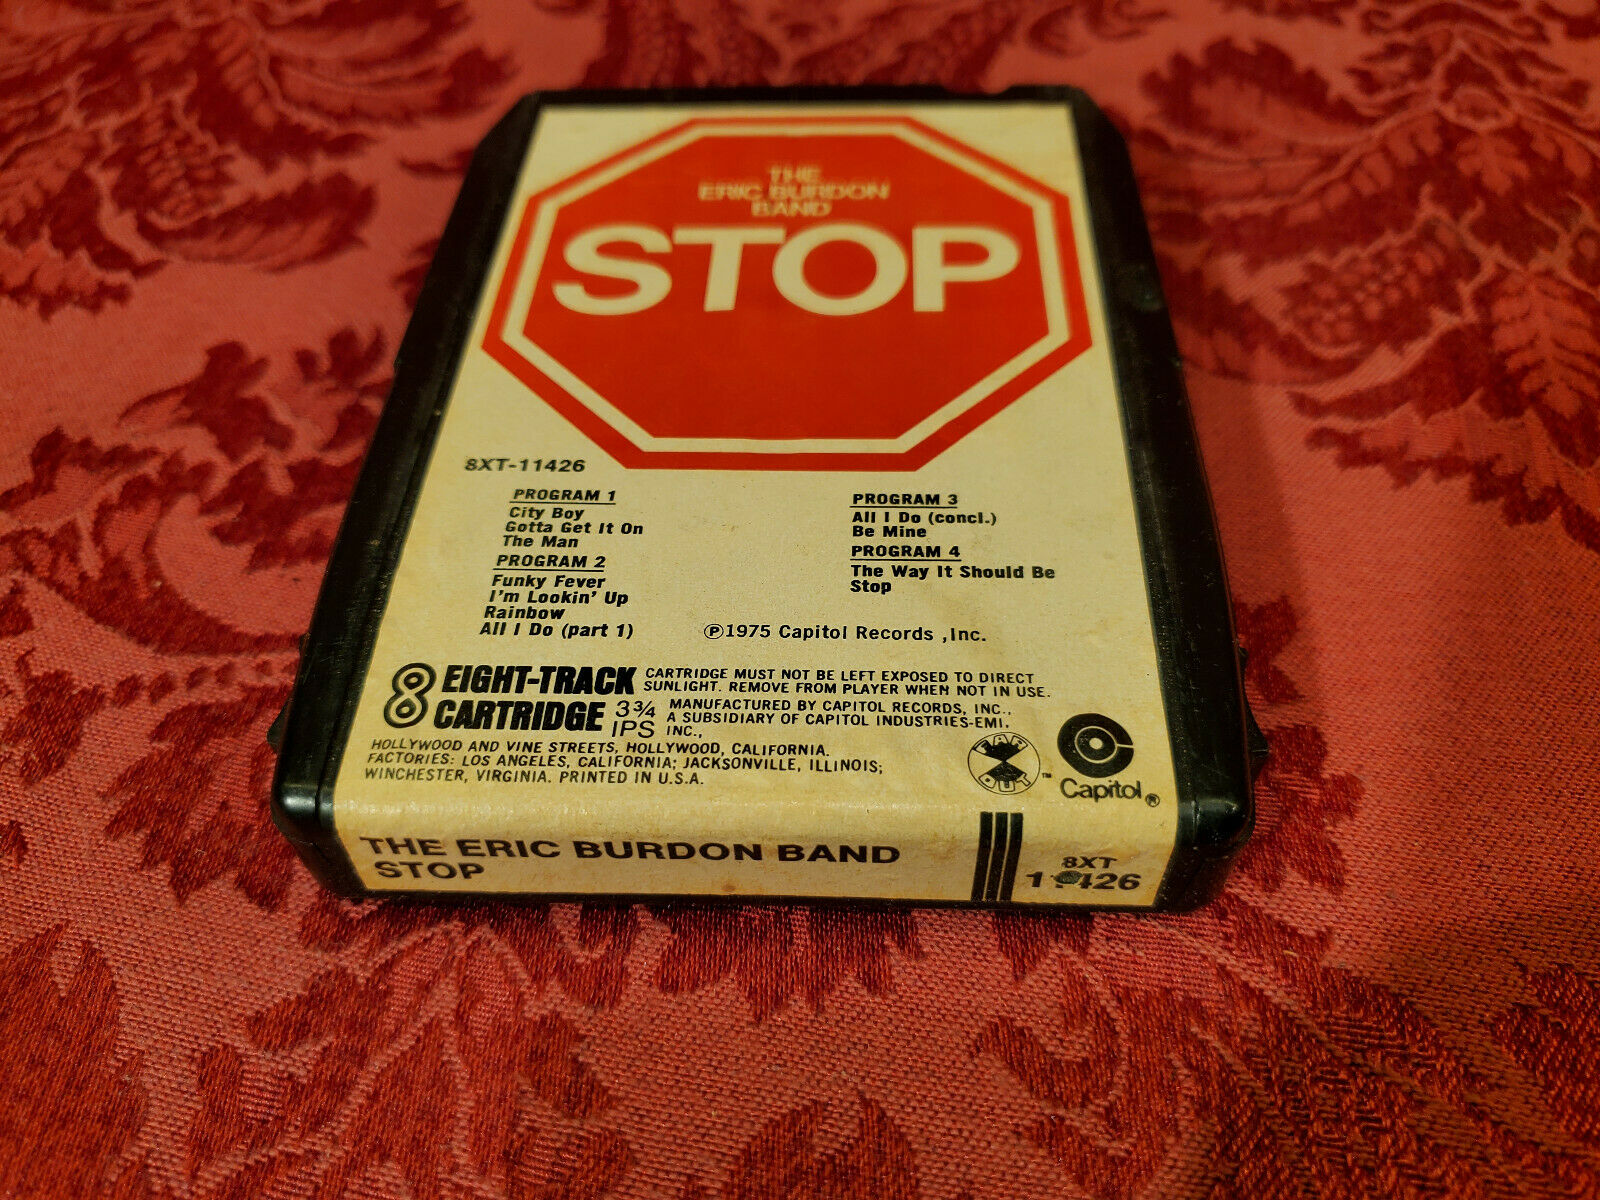 THE
ERIC BURDON
BAND
STOP
8XT-11426
PROGRAM 1
City Boy
Gotta Get It On
The Man
PROGRAM 2
Funky Fever
I'm Lookin' Up
Rainbow
All I Do (part 1)
PROGRAM 3
All I Do (concl.)
Be Mine
PROGRAM 4
The Way It Should Be
Stop
Ⓟ1975 Capitol Records ,Inc.
8 EIGHT-TRACK
CARTRIDGE 3¾
IPS
CARTRIDGE MUST NOT BE LEFT EXPOSED TO DIRECT
SUNLIGHT. REMOVE FROM PLAYER WHEN NOT IN USE.
MANUFACTURED BY CAPITOL RECORDS, INC.,
A SUBSIDIARY OF CAPITOL INDUSTRIES-EMI,
INC.,
HOLLYWOOD AND VINE STREETS, HOLLYWOOD, CALIFORNIA.
FACTORIES: LOS ANGELES, CALIFORNIA; JACKSONVILLE, ILLINOIS;
WINCHESTER, VIRGINIA. PRINTED IN U.S.A.
FAR
OUT ™
Capitol®
THE ERIC BURDON BAND
STOP
8XT
11426